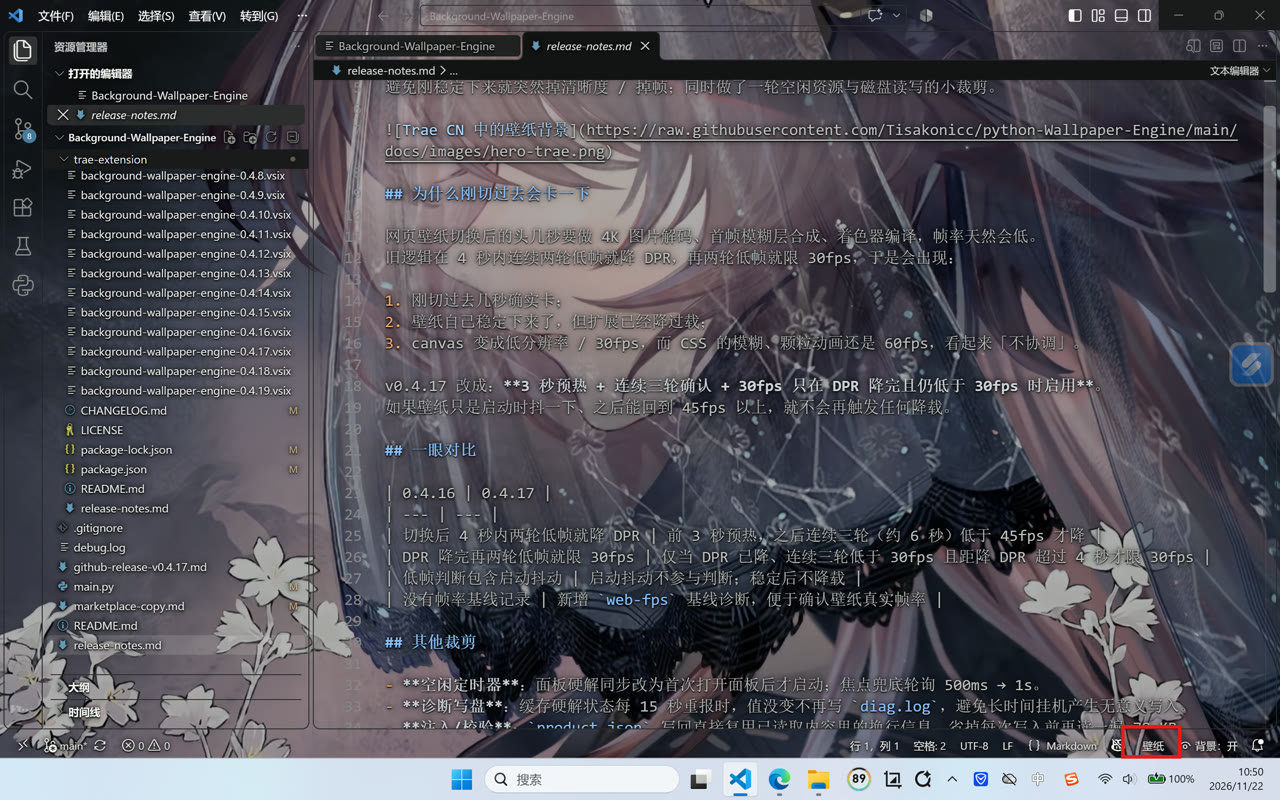 文件(F) 编辑(E) 选择(S) 查看(V) 转到(G) ···
Background-Wallpaper-Engine
资源管理器
打开的编辑器
Background-Wallpaper-Engine
release-notes.md
Background-Wallpaper-Engine
trae-extension
background-wallpaper-engine-0.4.8.vsix
background-wallpaper-engine-0.4.9.vsix
background-wallpaper-engine-0.4.10.vsix
background-wallpaper-engine-0.4.11.vsix
background-wallpaper-engine-0.4.12.vsix
background-wallpaper-engine-0.4.13.vsix
background-wallpaper-engine-0.4.14.vsix
background-wallpaper-engine-0.4.15.vsix
background-wallpaper-engine-0.4.16.vsix
background-wallpaper-engine-0.4.17.vsix
background-wallpaper-engine-0.4.18.vsix
background-wallpaper-engine-0.4.19.vsix
CHANGELOG.md M
LICENSE
package-lock.json M
package.json M
README.md
release-notes.md
.gitignore
debug.log
github-release-v0.4.17.md
main.py M
marketplace-copy.md M
README.md
release-notes.md
大纲
时间线
Background-Wallpaper-Engine
release-notes.md
release-notes.md > ...
文本编辑器
避免刚稳定下来就突然掉清晰度 / 掉帧；同时做了一轮空闲资源与磁盘读写的小裁剪。
![Trae CN 中的壁纸背景](https://raw.githubusercontent.com/Tisakonicc/python-Wallpaper-Engine/main/
docs/images/hero-trae.png)
## 为什么刚切过去会卡一下
网页壁纸切换后的头几秒要做 4K 图片解码、首帧模糊层合成、着色器编译，帧率天然会低。
旧逻辑在 4 秒内连续两轮低帧就降 DPR，再两轮低帧就限 30fps，于是会出现：
1. 刚切过去几秒确实卡；
2. 壁纸自己稳定下来了，但扩展已经降过载；
3. canvas 变成低分辨率 / 30fps，而 CSS 的模糊、颗粒动画还是 60fps，看起来「不协调」。
v0.4.17 改成：**3 秒预热 + 连续三轮确认 + 30fps 只在 DPR 降完且仍低于 30fps 时启用**。
如果壁纸只是启动时抖一下、之后能回到 45fps 以上，就不会再触发任何降载。
## 一眼对比
| 0.4.16 | 0.4.17 |
| --- | --- |
| 切换后 4 秒内两轮低帧就降 DPR | 前 3 秒预热，之后连续三轮（约 6 秒）低于 45fps 才降 |
| DPR 降完再两轮低帧就限 30fps | 仅当 DPR 已降、连续三轮低于 30fps 且距降 DPR 超过 4 秒才限 30fps |
| 低帧判断包含启动抖动 | 启动抖动不参与判断；稳定后不降载 |
| 没有帧率基线记录 | 新增 `web-fps` 基线诊断，便于确认壁纸真实帧率 |
## 其他裁剪
- **空闲定时器**：面板硬解同步改为首次打开面板后才启动；焦点兜底轮询 500ms → 1s。
- **诊断写盘**：缓存硬解状态每 15 秒重报时，值没变不再写 `diag.log`，避免长时间挂机产生无意义写入。
main* 0 0
行 1，列 1 空格: 2 UTF-8 LF { } Markdown 壁纸 背景：开
搜索
89
中
100%
10:50
2026/11/22